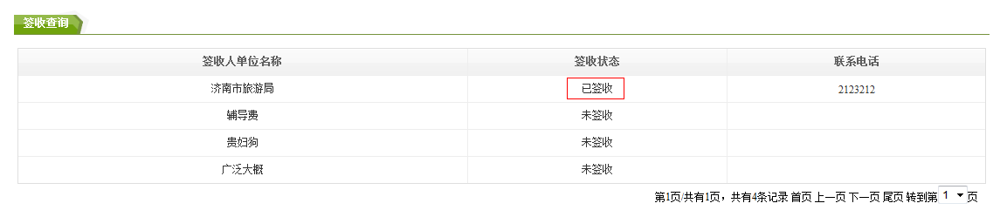 签收查询
签收人单位名称 签收状态 联系电话
济南市旅游局 已签收 2123212
辅导费 未签收
贵妇狗 未签收
广泛大概 未签收
第1页/共有1页，共有4条记录 首页 上一页 下一页 尾页 转到第 1 页